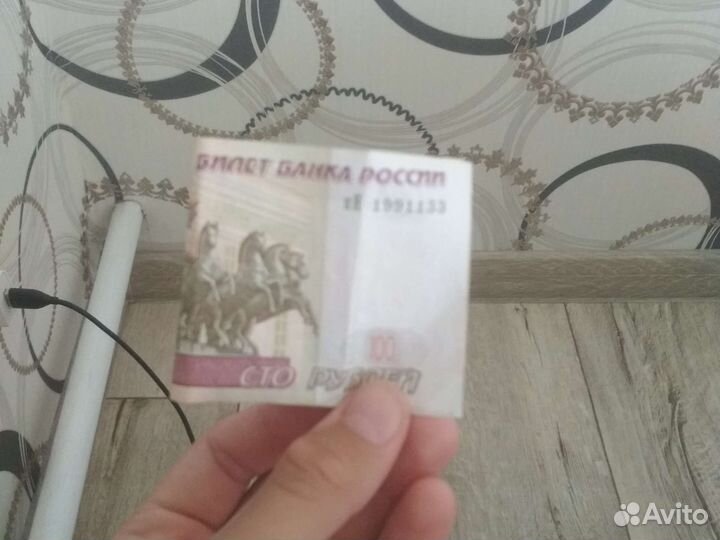 БИЛЕТ БАНКА РОССИИ
1991133
СТО РУБЛЕЙ
Avito